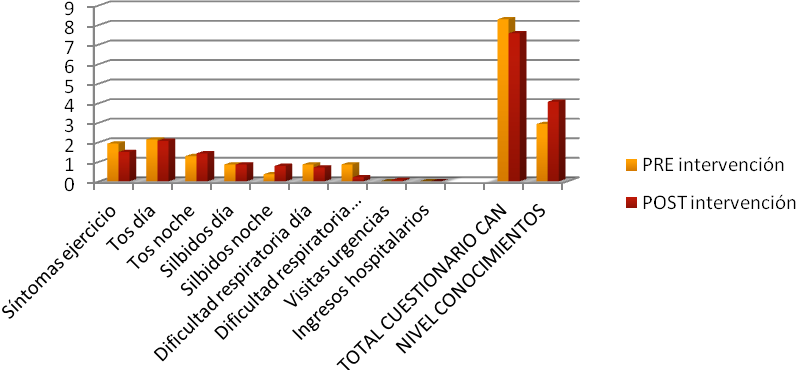 9
8
7
6
5
4
3
2
1
0
Síntomas ejercicio
Tos día
Tos noche
Silbidos día
Silbidos noche
Dificultad respiratoria día
Dificultad respiratoria...
Visitas urgencias
Ingresos hospitalarios
TOTAL CUESTIONARIO CAN
NIVEL CONOCIMIENTOS
PRE intervención
POST intervención